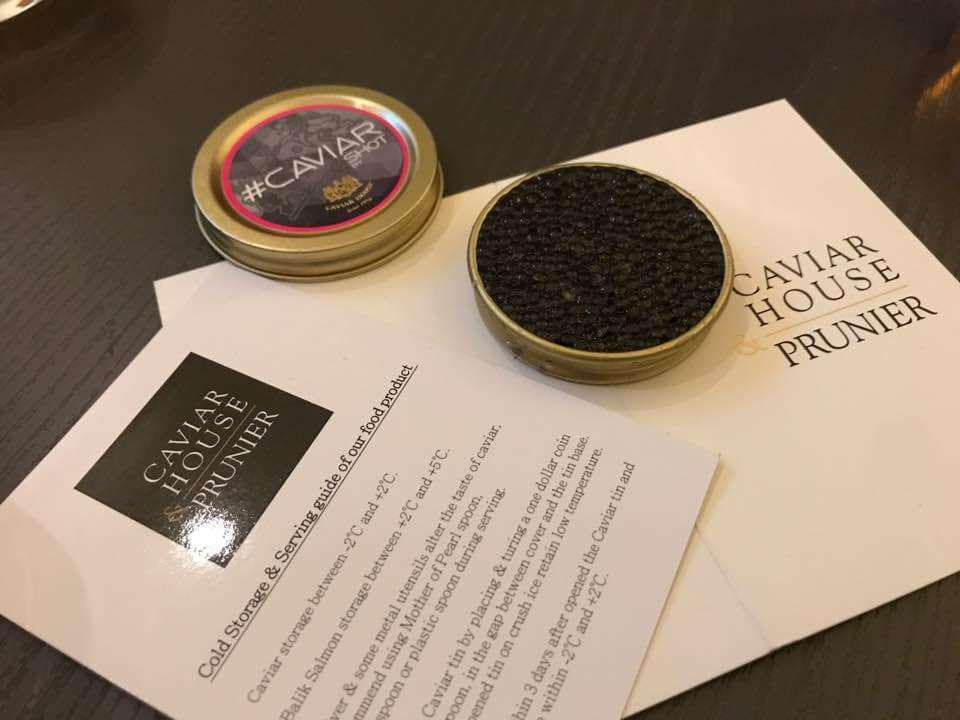 #CAVIAR
SHOT
CAVIAR HOUSE
CAVIAR
HOUSE
& PRUNIER
CAVIAR
HOUSE
& PRUNIER
Cold Storage & Serving guide of our food product
Caviar storage between -2℃ and +2℃.
Balik Salmon storage between +2℃ and +5℃.
ver & some metal utensils alter the taste of caviar,
mmend using Mother of Pearl spoon,
spoon or plastic spoon during serving.
Caviar tin by placing & turing a one dollar coin
poon, in the gap between cover and the tin base.
pened tin on crush ice retain low temperature.
hin 3 days after opened the Caviar tin and
e within -2℃ and +2℃.